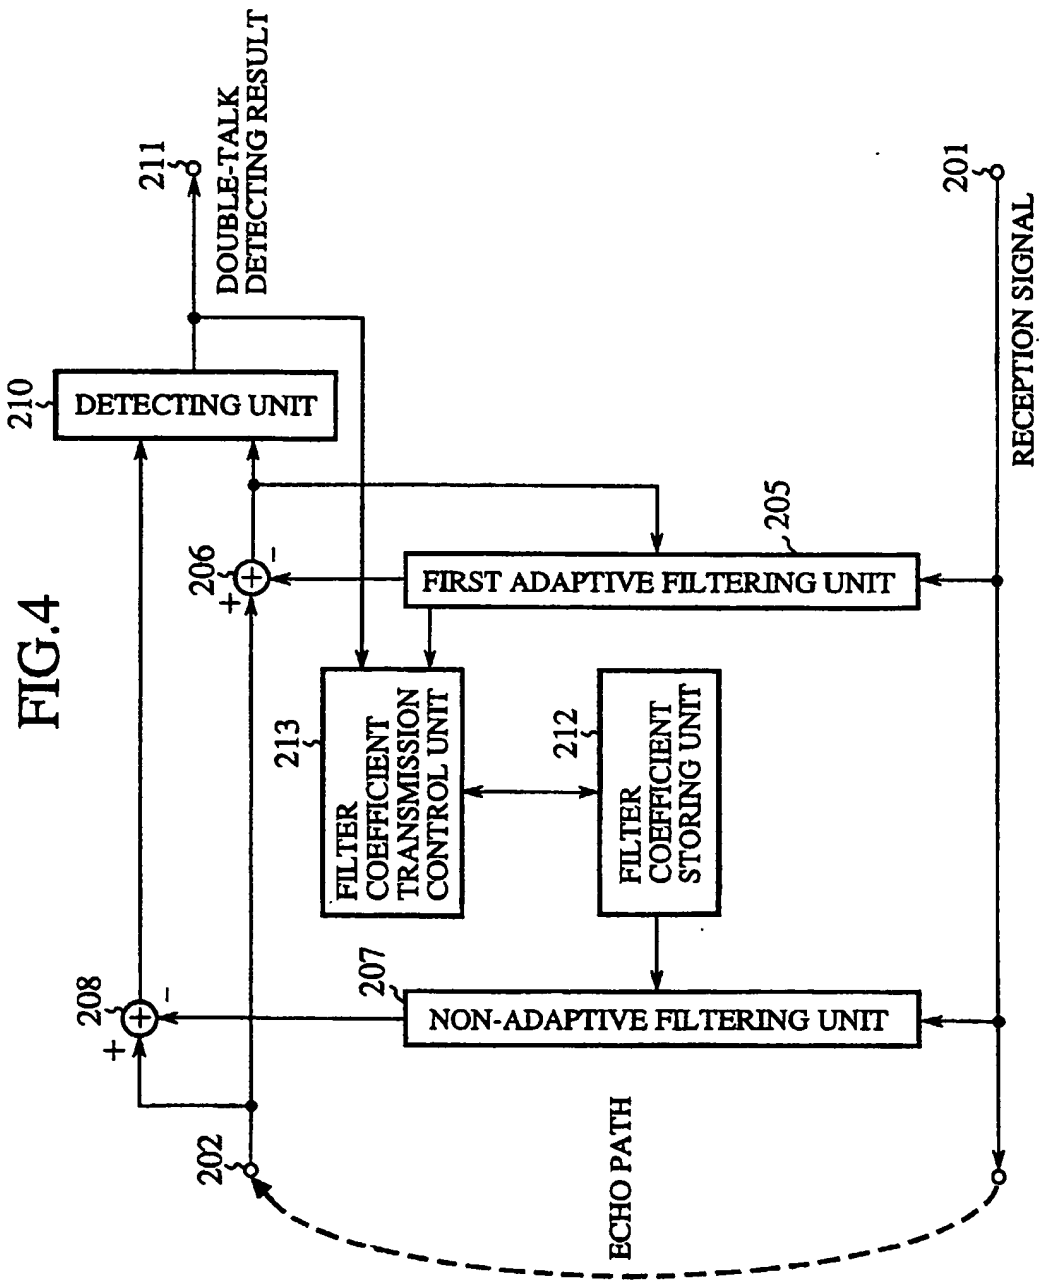 FIG.4
208
+
-
206
+
-
210
DETECTING UNIT
211
DOUBLE-TALK
DETECTING RESULT
202
213
FILTER
COEFFICIENT
TRANSMISSION
CONTROL UNIT
207
NON-ADAPTIVE FILTERING UNIT
212
FILTER
COEFFICIENT
STORING UNIT
205
FIRST ADAPTIVE FILTERING UNIT
ECHO PATH
201
RECEPTION SIGNAL